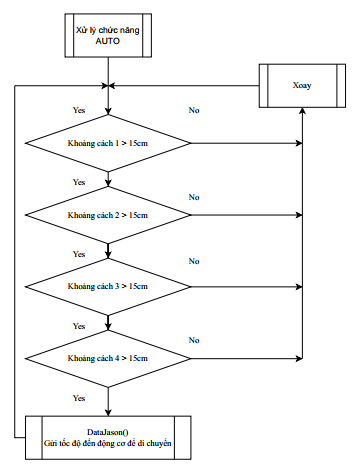 Xử lý chức năng
AUTO
Xoay
Yes
No
Khoảng cách 1 > 15cm
Yes
No
Khoảng cách 2 > 15cm
Yes
No
Khoảng cách 3 > 15cm
Yes
No
Khoảng cách 4 > 15cm
Yes
DataJason()
Gửi tốc độ đến động cơ để di chuyển